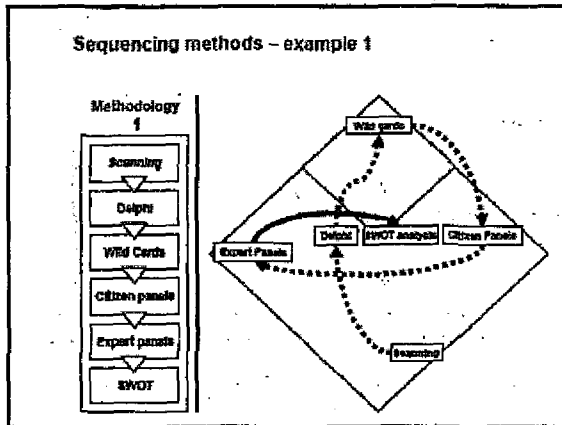 Sequencing methods – example 1
Methodology
1
Scanning
Delphi
Wild Cards
Citizen panels
Expert panels
SWOT
Wild cards
Delphi
SWOT analysis
Citizen Panels
Expert Panels
Scanning